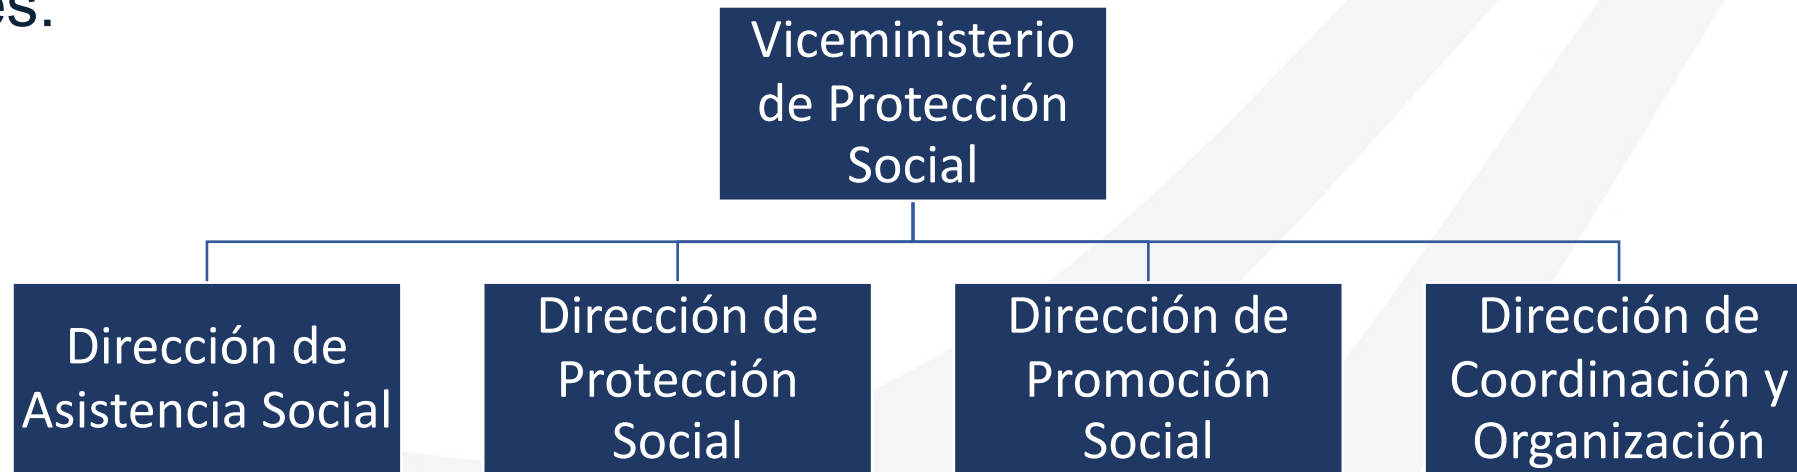 es.
Viceministerio
de Protección
Social
Dirección de
Asistencia Social
Dirección de
Protección
Social
Dirección de
Promoción
Social
Dirección de
Coordinación y
Organización